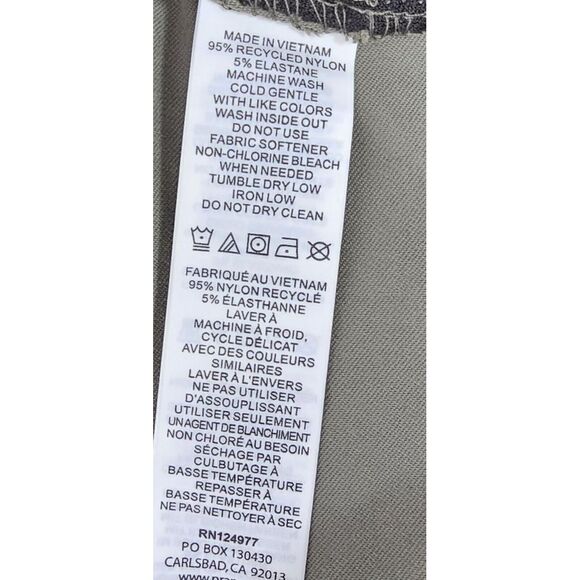 MADE IN VIETNAM
95% RECYCLED NYLON
5% ELASTANE
MACHINE WASH
COLD GENTLE
WITH LIKE COLORS
WASH INSIDE OUT
DO NOT USE
FABRIC SOFTENER
NON-CHLORINE BLEACH
WHEN NEEDED
TUMBLE DRY LOW
IRON LOW
DO NOT DRY CLEAN
FABRIQUÉ AU VIETNAM
95% NYLON RECYCLÉ
5% ÉLASTHANNE
LAVER À
MACHINE À FROID,
CYCLE DÉLICAT
AVEC DES COULEURS
SIMILAIRES
LAVER À L'ENVERS
NE PAS UTILISER
D'ASSOUPLISSANT
UTILISER SEULEMENT
UN AGENT DE BLANCHIMENT
NON CHLORÉ AU BESOIN
SÉCHAGE PAR
CULBUTAGE À
BASSE TEMPÉRATURE
REPASSER À
BASSE TEMPÉRATURE
NE PAS NETTOYER À SEC
RN124977
PO BOX 130430
CARLSBAD, CA 92013